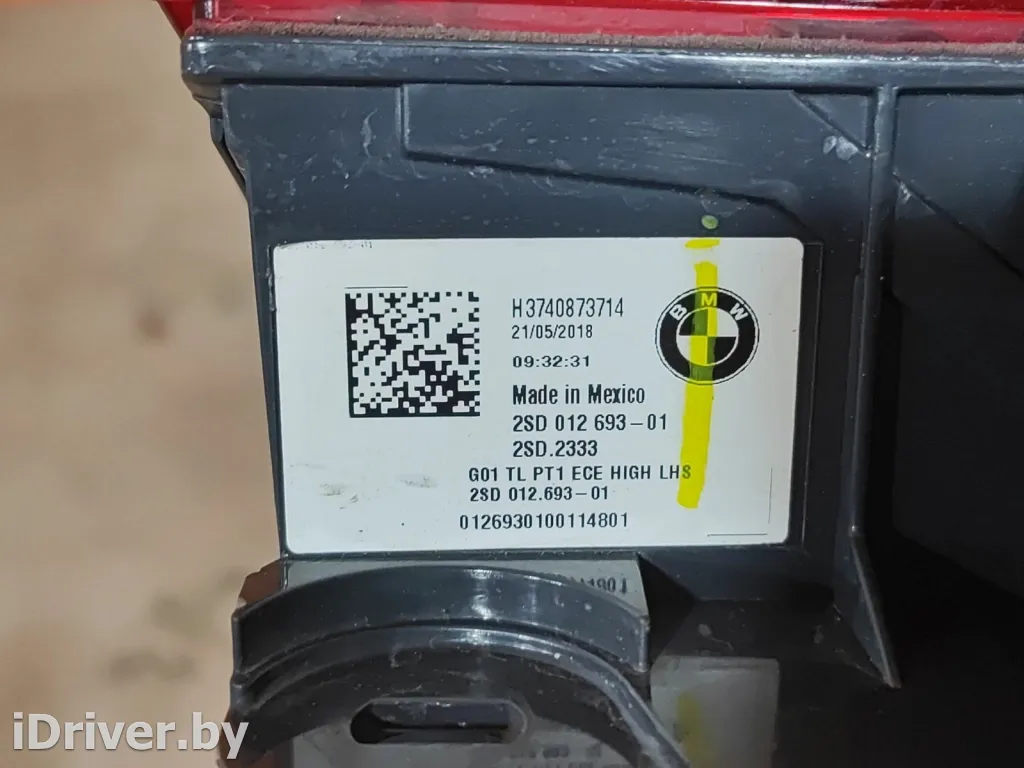 H3740873714
21/05/2018
BMW
09:32:31
Made in Mexico
2SD 012 693-01
2SD.2333
G01 TL PT1 ECE HIGH LHS
2SD 012.693-01
0126930100114801
iDriver.by